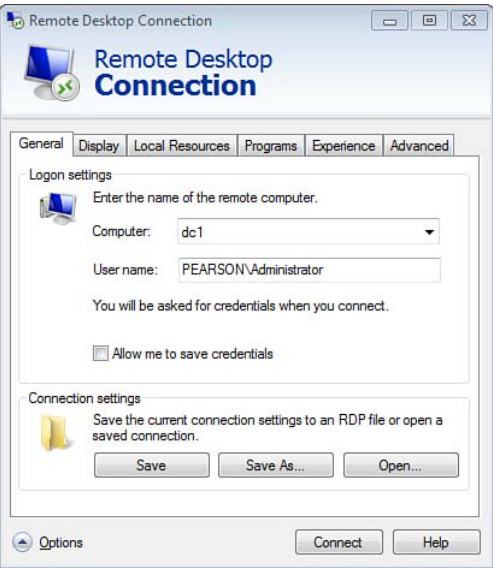 Remote Desktop Connection
Remote Desktop
Connection
General Display Local Resources Programs Experience Advanced
Logon settings
Enter the name of the remote computer.
Computer: dc1
User name: PEARSON\Administrator
You will be asked for credentials when you connect.
Allow me to save credentials
Connection settings
Save the current connection settings to an RDP file or open a
saved connection.
Save Save As... Open...
Options Connect Help